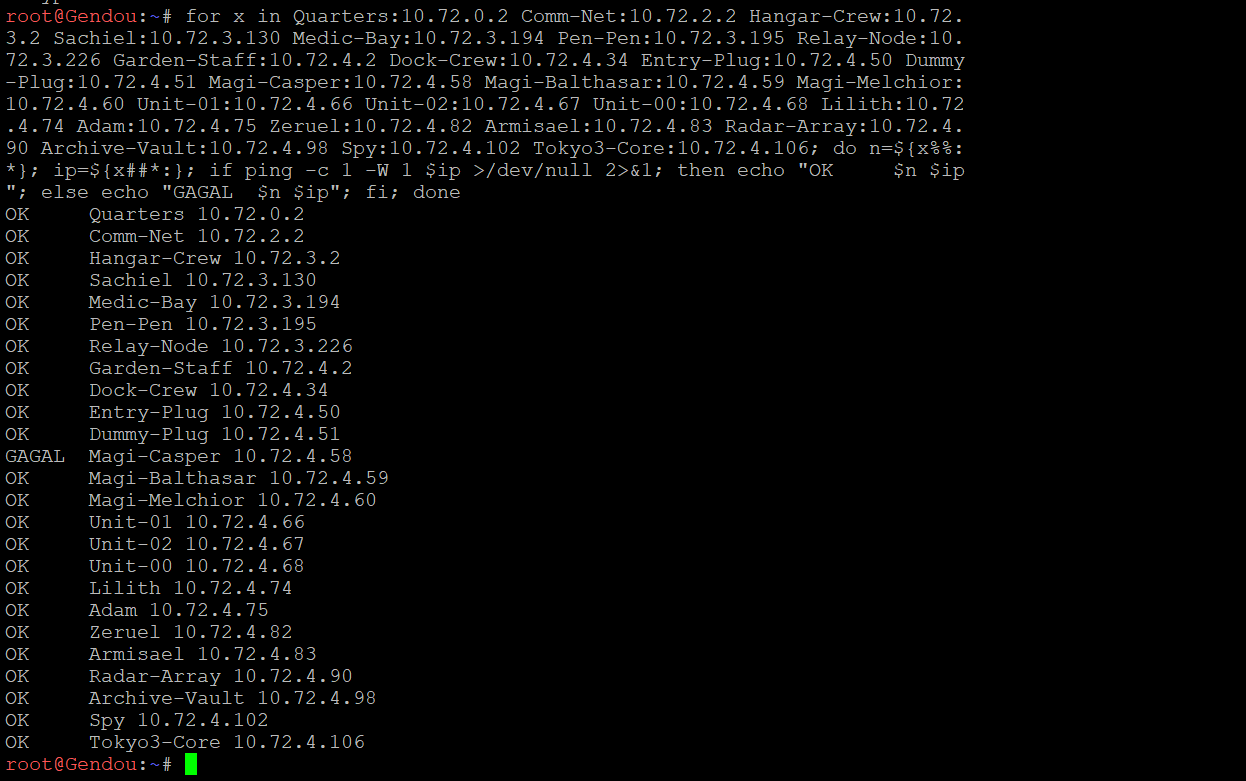 root@Gendou:~# for x in Quarters:10.72.0.2 Comm-Net:10.72.2.2 Hangar-Crew:10.72.
3.2 Sachiel:10.72.3.130 Medic-Bay:10.72.3.194 Pen-Pen:10.72.3.195 Relay-Node:10.
72.3.226 Garden-Staff:10.72.4.2 Dock-Crew:10.72.4.34 Entry-Plug:10.72.4.50 Dummy
-Plug:10.72.4.51 Magi-Casper:10.72.4.58 Magi-Balthasar:10.72.4.59 Magi-Melchior:
10.72.4.60 Unit-01:10.72.4.66 Unit-02:10.72.4.67 Unit-00:10.72.4.68 Lilith:10.72
.4.74 Adam:10.72.4.75 Zeruel:10.72.4.82 Armisael:10.72.4.83 Radar-Array:10.72.4.
90 Archive-Vault:10.72.4.98 Spy:10.72.4.102 Tokyo3-Core:10.72.4.106; do n=${x%%:
*}; ip=${x##*:}; if ping -c 1 -W 1 $ip >/dev/null 2>&1; then echo "OK     $n $ip
"; else echo "GAGAL  $n $ip"; fi; done
OK     Quarters 10.72.0.2
OK     Comm-Net 10.72.2.2
OK     Hangar-Crew 10.72.3.2
OK     Sachiel 10.72.3.130
OK     Medic-Bay 10.72.3.194
OK     Pen-Pen 10.72.3.195
OK     Relay-Node 10.72.3.226
OK     Garden-Staff 10.72.4.2
OK     Dock-Crew 10.72.4.34
OK     Entry-Plug 10.72.4.50
OK     Dummy-Plug 10.72.4.51
GAGAL  Magi-Casper 10.72.4.58
OK     Magi-Balthasar 10.72.4.59
OK     Magi-Melchior 10.72.4.60
OK     Unit-01 10.72.4.66
OK     Unit-02 10.72.4.67
OK     Unit-00 10.72.4.68
OK     Lilith 10.72.4.74
OK     Adam 10.72.4.75
OK     Zeruel 10.72.4.82
OK     Armisael 10.72.4.83
OK     Radar-Array 10.72.4.90
OK     Archive-Vault 10.72.4.98
OK     Spy 10.72.4.102
OK     Tokyo3-Core 10.72.4.106
root@Gendou:~#